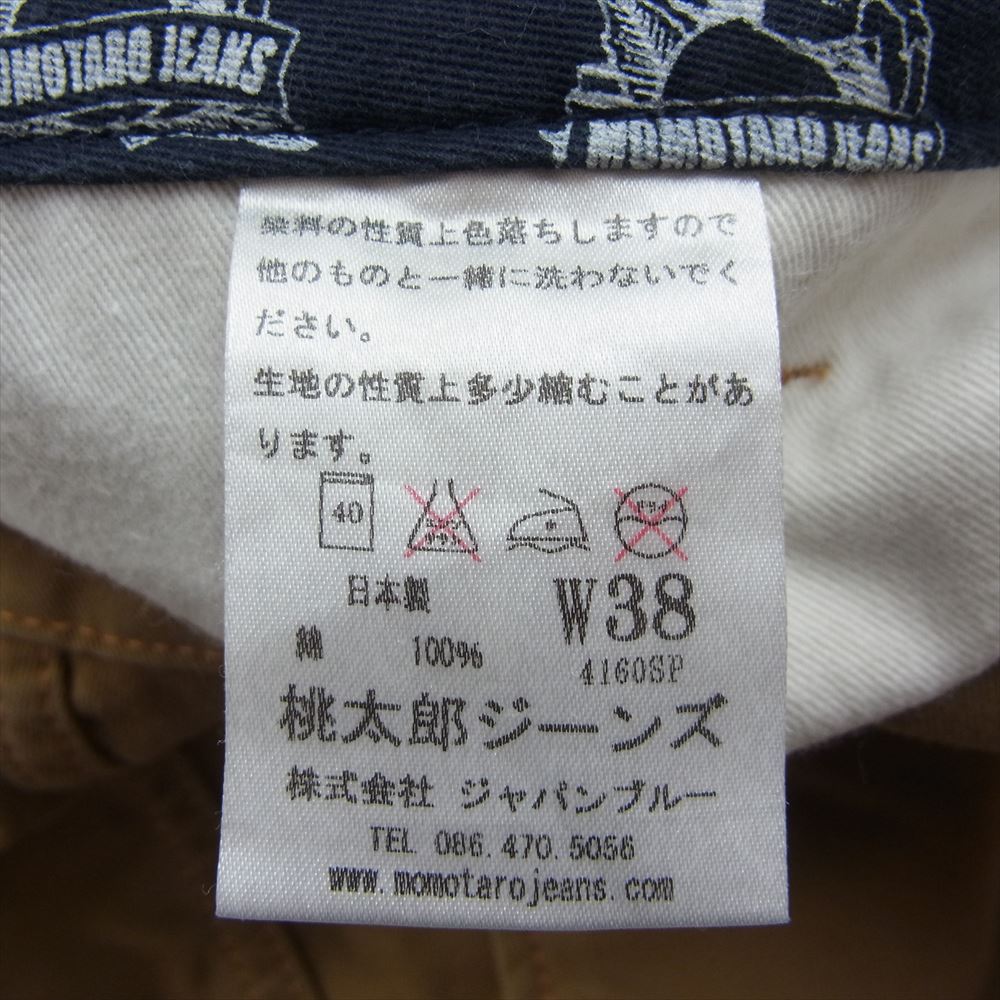 MOMOTARO JEANS
MOMOTARO JEANS
染料の性質上色落ちしますので
他のものと一緒に洗わないでく
ださい。
生地の性質上多少縮むことがあ
ります。
40
日本製
W38
綿 100%
4160SP
桃太郎ジーンズ
株式会社 ジャパンブルー
TEL 086.470.5056
www.momotarojeans.com